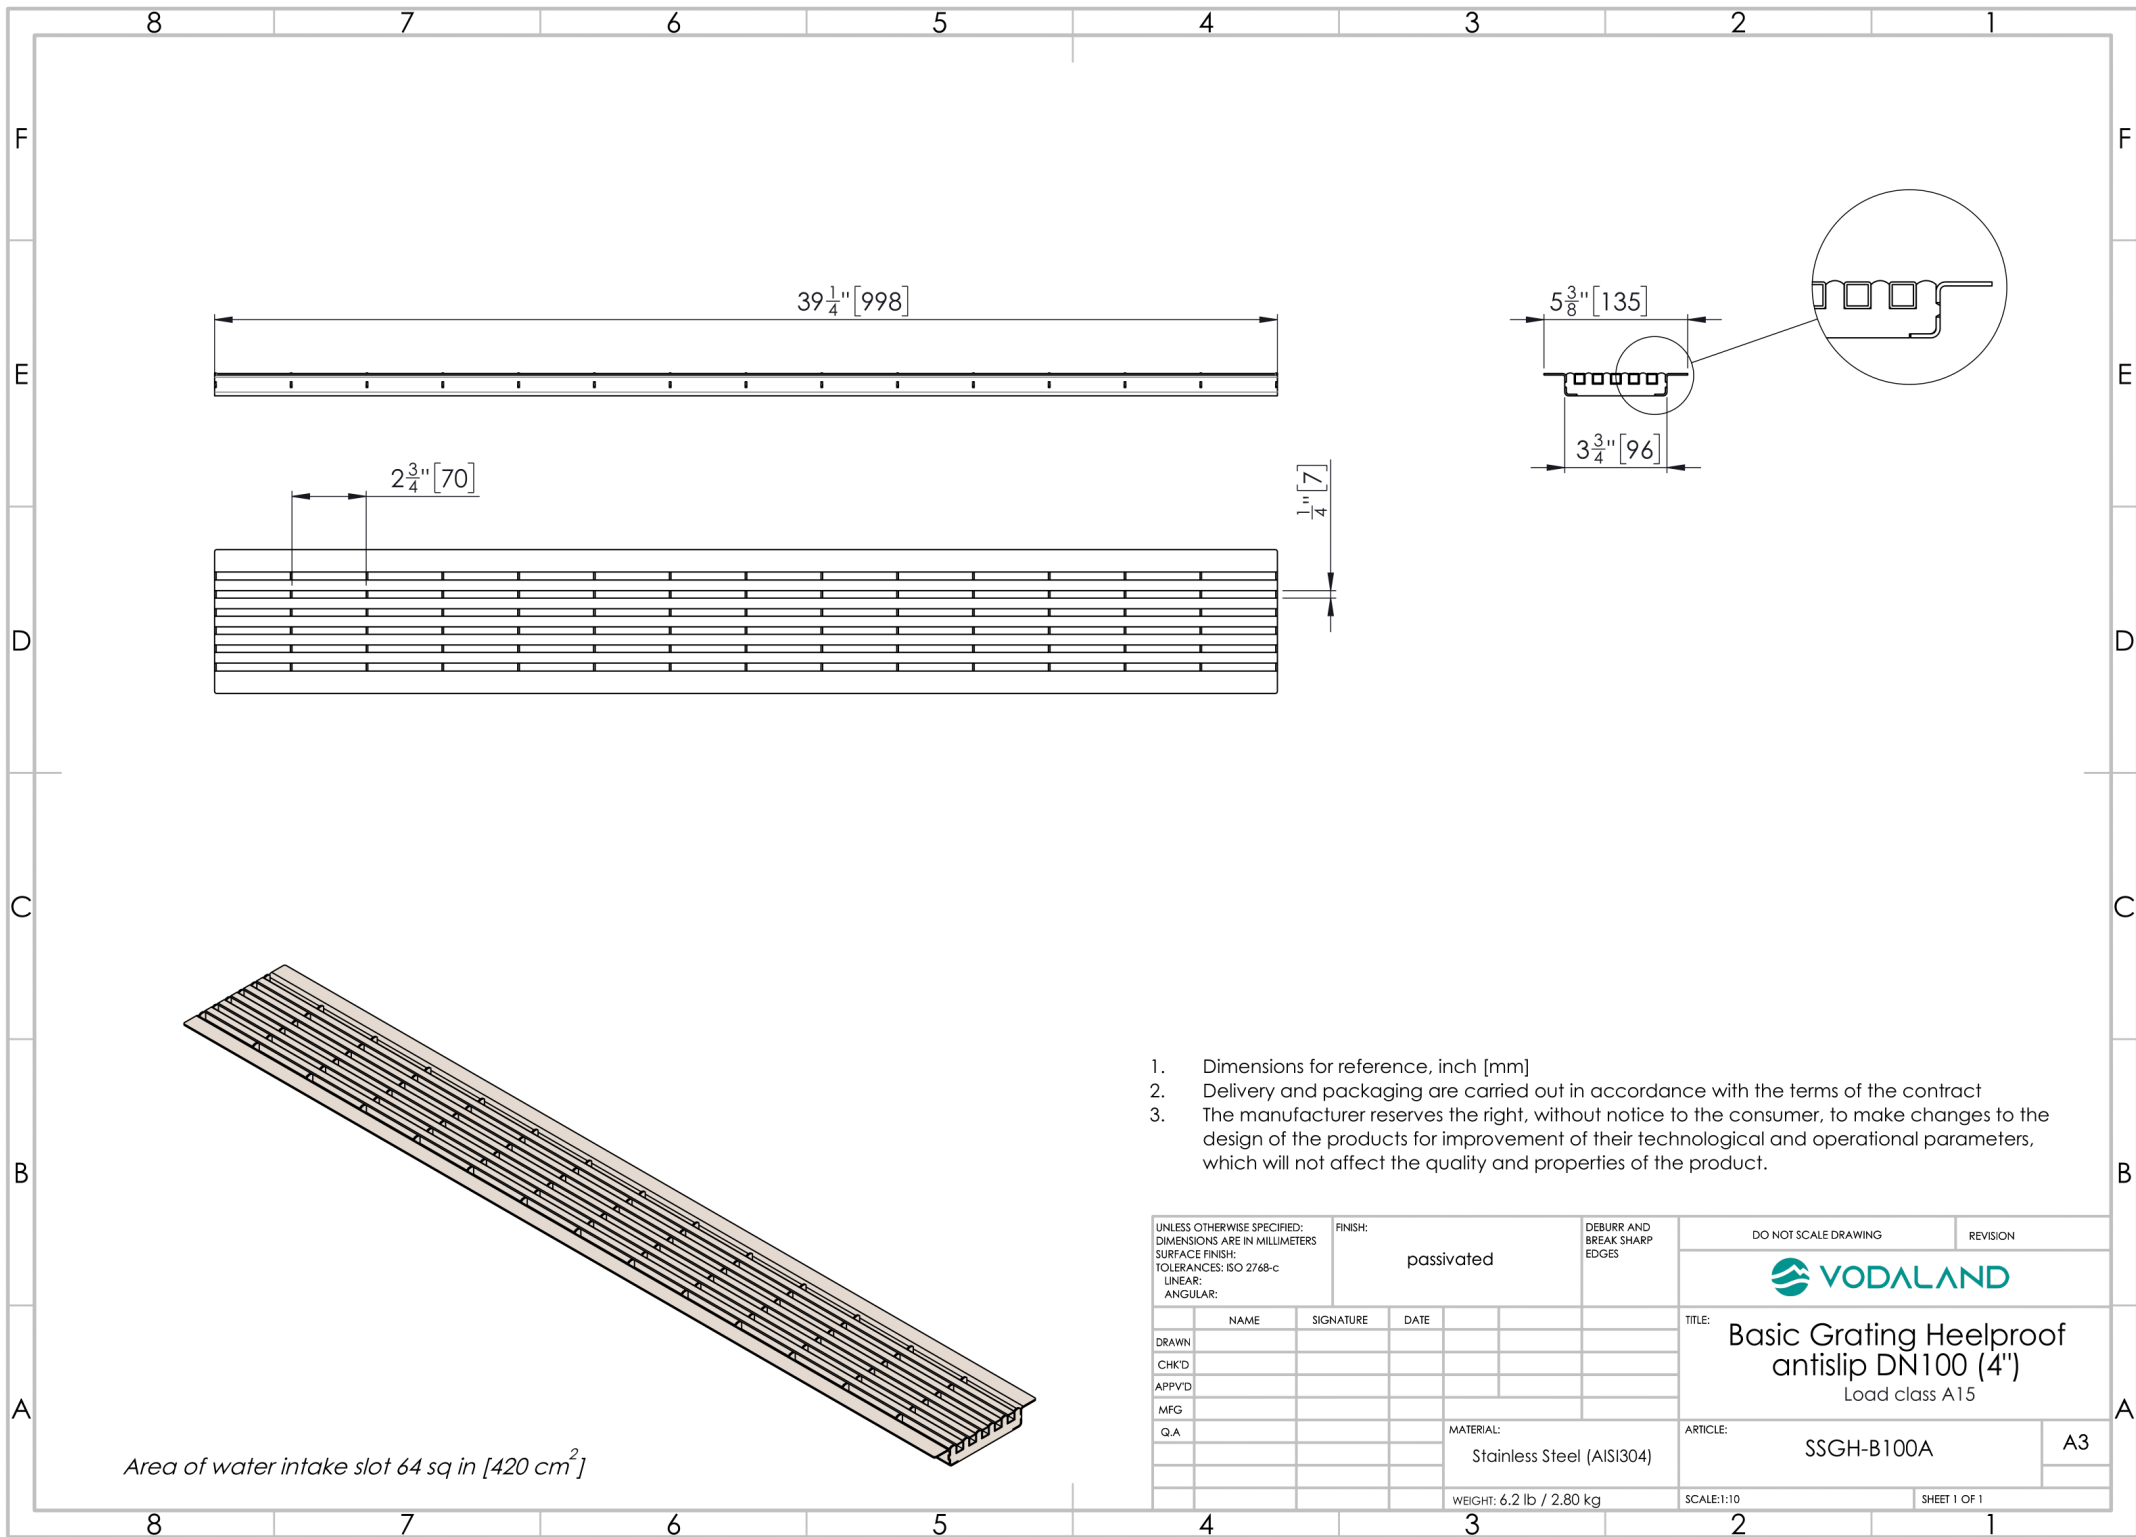 8 7 6 5 4 3 2 1
F F
39 1/4" [998]
5 3/8" [135]
E E
3 3/4" [96]
2 3/4" [70]
1/4" [7]
D D
C C
1. Dimensions for reference, inch [mm]
2. Delivery and packaging are carried out in accordance with the terms of the contract
3. The manufacturer reserves the right, without notice to the consumer, to make changes to the
design of the products for improvement of their technological and operational parameters,
which will not affect the quality and properties of the product.
B B
UNLESS OTHERWISE SPECIFIED:
DIMENSIONS ARE IN MILLIMETERS
SURFACE FINISH:
TOLERANCES: ISO 2768-c
LINEAR:
ANGULAR:
FINISH:
passivated
DEBURR AND
BREAK SHARP
EDGES
DO NOT SCALE DRAWING
REVISION
VODALAND
NAME SIGNATURE DATE
DRAWN
CHK'D
APPV'D
MFG
Q.A
TITLE:
Basic Grating Heelproof
antislip DN100 (4")
Load class A15
MATERIAL:
Stainless Steel (AISI304)
ARTICLE:
SSGH-B100A
A3
WEIGHT: 6.2 lb / 2.80 kg
SCALE:1:10
SHEET 1 OF 1
A A
Area of water intake slot 64 sq in [420 cm²]
8 7 6 5 4 3 2 1